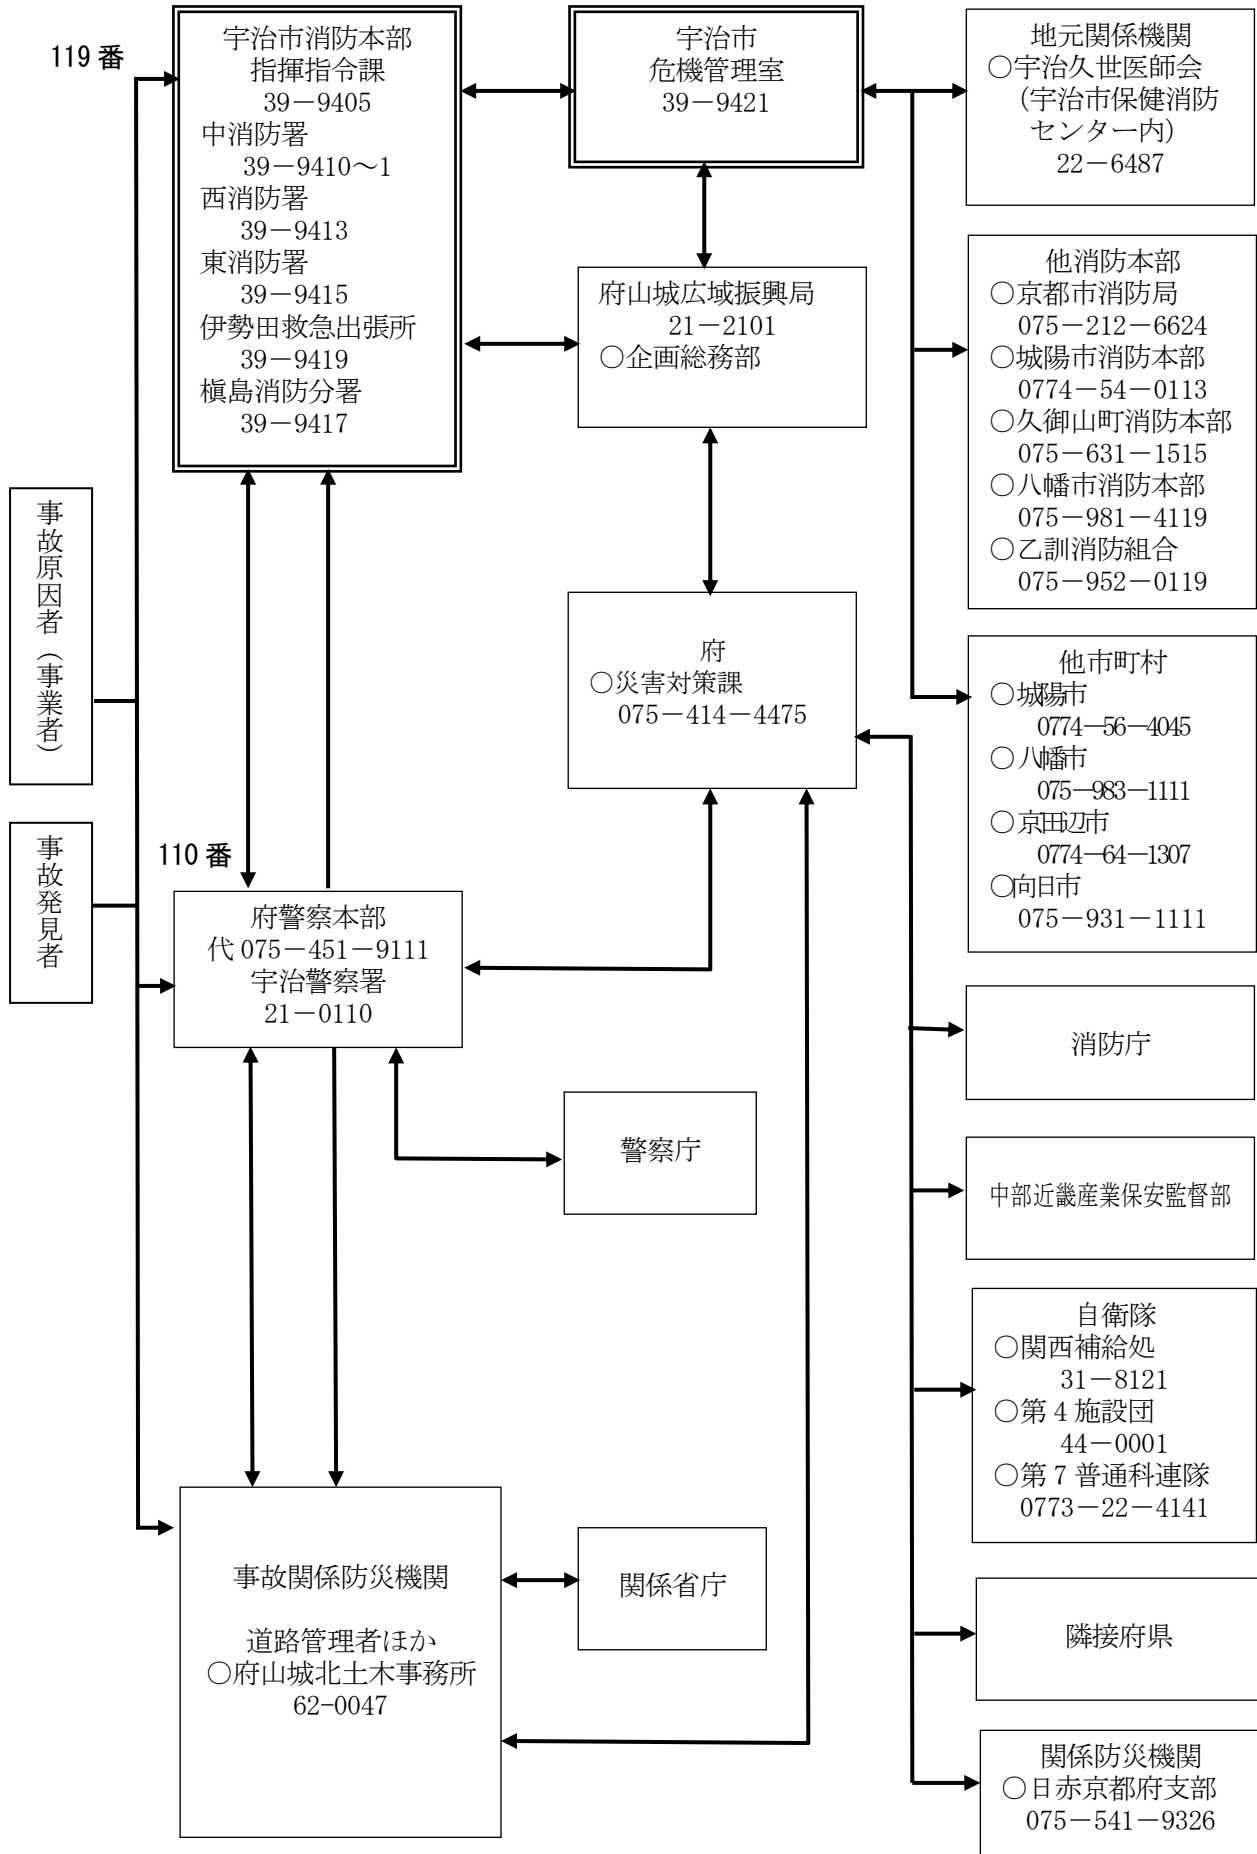 119番
宇治市消防本部
指揮指令課
39－9405
中消防署
39－9410～1
西消防署
39－9413
東消防署
39－9415
伊勢田救急出張所
39－9419
槇島消防分署
39－9417
宇治市
危機管理室
39－9421
地元関係機関
○宇治久世医師会
（宇治市保健消防
センター内）
22－6487
府山城広域振興局
21－2101
○企画総務部
他消防本部
○京都市消防局
075－212－6624
○城陽市消防本部
0774－54－0113
○久御山町消防本部
075－631－1515
○八幡市消防本部
075－981－4119
○乙訓消防組合
075－952－0119
事故原因者（事業者）
府
○災害対策課
075－414－4475
他市町村
○城陽市
0774－56－4045
○八幡市
075－983－1111
○京田辺市
0774－64－1307
○向日市
075－931－1111
事故発見者
110番
府警察本部
代075－451－9111
宇治警察署
21－0110
消防庁
警察庁
中部近畿産業保安監督部
自衛隊
○関西補給処
31－8121
○第4施設団
44－0001
○第7普通科連隊
0773－22－4141
事故関係防災機関
道路管理者ほか
○府山城北土木事務所
62-0047
関係省庁
隣接府県
関係防災機関
○日赤京都府支部
075－541－9326